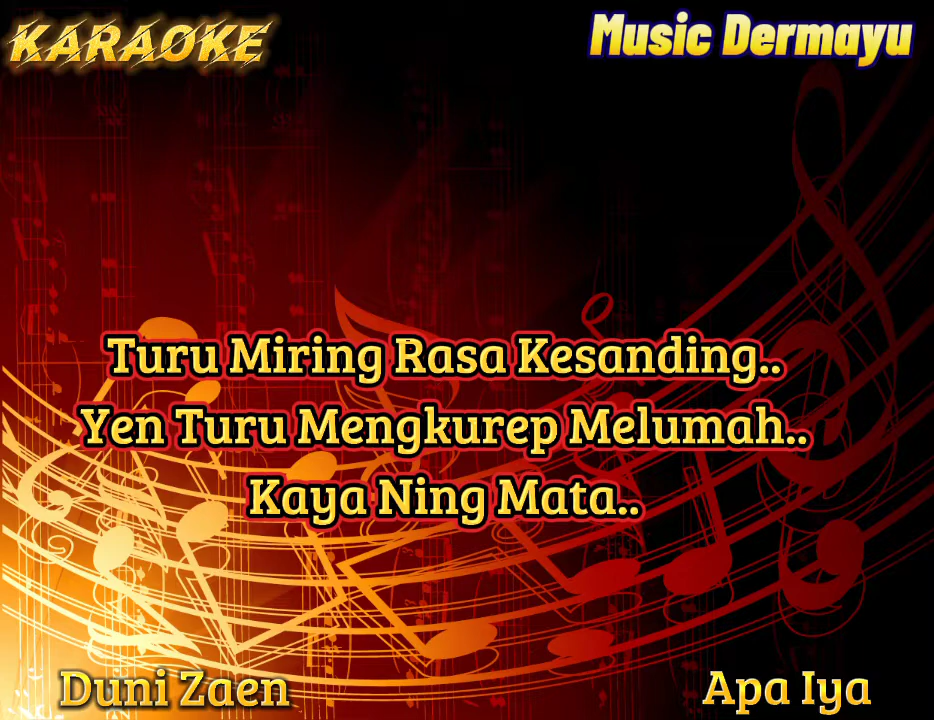 KARAOKE
Music Dermayu
Turu Miring Rasa Kesanding..
Yen Turu Mengkurep Melumah..
Kaya Ning Mata..
Duni Zaen
Apa Iya